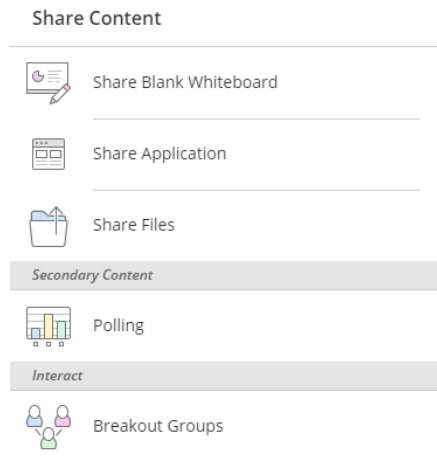 Share Content
Share Blank Whiteboard
Share Application
Share Files
Secondary Content
Polling
Interact
Breakout Groups